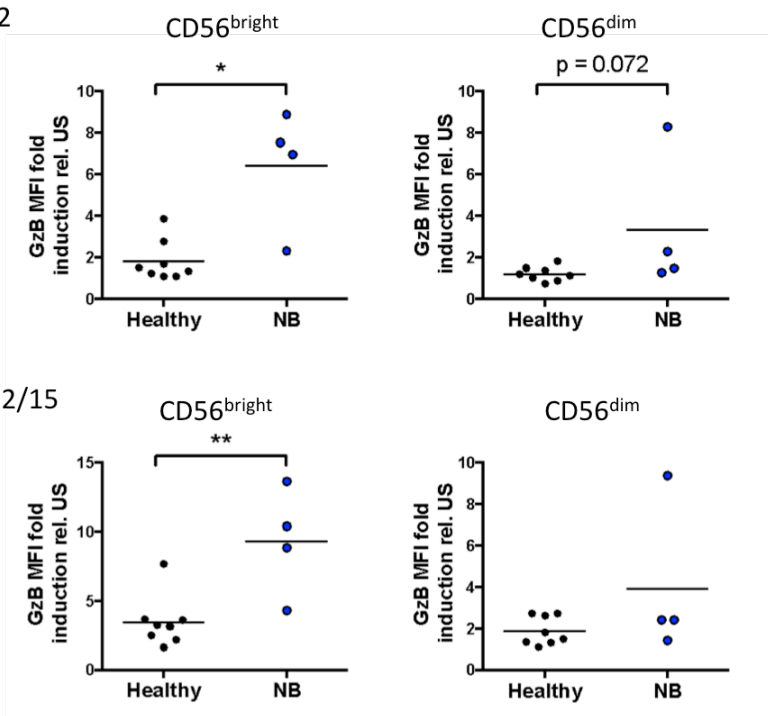 2
CD56bright CD56dim
* p = 0.072
GzB MFI fold
induction rel. US
10
8
6
4
2
0
Healthy NB
GzB MFI fold
induction rel. US
10
8
6
4
2
0
Healthy NB
2/15
CD56bright CD56dim
**
GzB MFI fold
induction rel. US
15
10
5
0
Healthy NB
GzB MFI fold
induction rel. US
10
8
6
4
2
0
Healthy NB